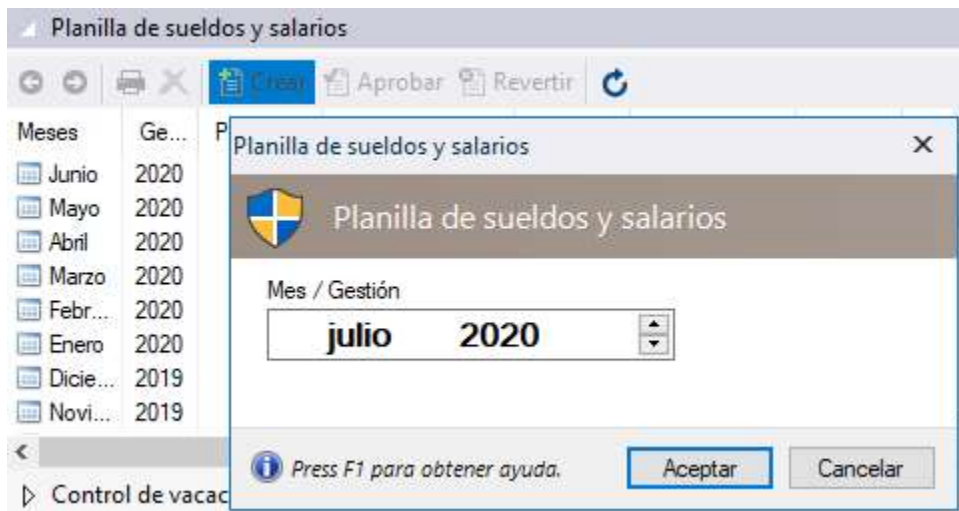 Planilla de sueldos y salarios
Crear Aprobar Revertir
Meses Ge... P
Junio 2020
Mayo 2020
Abril 2020
Marzo 2020
Febr... 2020
Enero 2020
Dicie... 2019
Novi... 2019
Control de vacac
Planilla de sueldos y salarios
Planilla de sueldos y salarios
Mes / Gestión
julio 2020
Press F1 para obtener ayuda.
Aceptar Cancelar